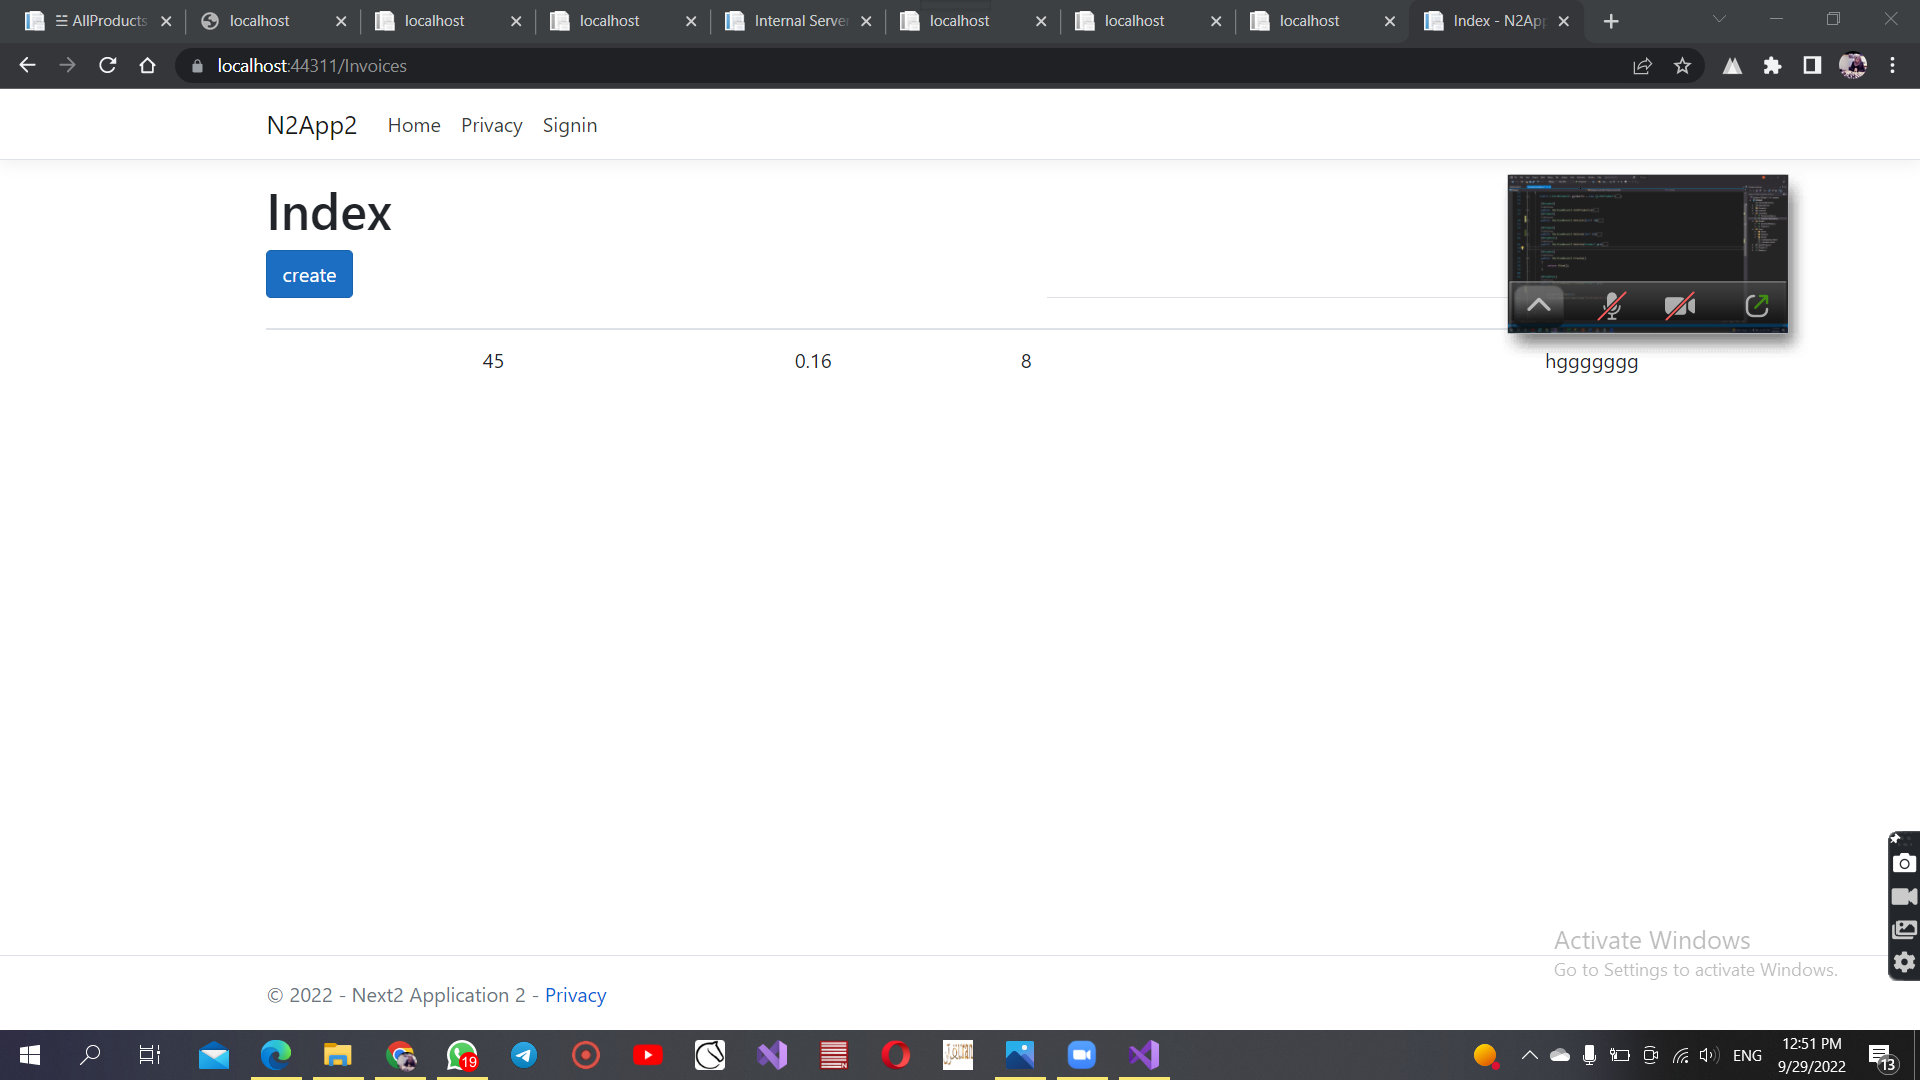 AllProducts
localhost
localhost
localhost
Internal Server
localhost
localhost
localhost
Index - N2App
localhost:44311/Invoices
N2App2
Home
Privacy
Signin
Index
create
45
0.16
8
hggggggg
Activate Windows
Go to Settings to activate Windows.
© 2022 - Next2 Application 2 - Privacy
19
ENG
12:51 PM
9/29/2022
13